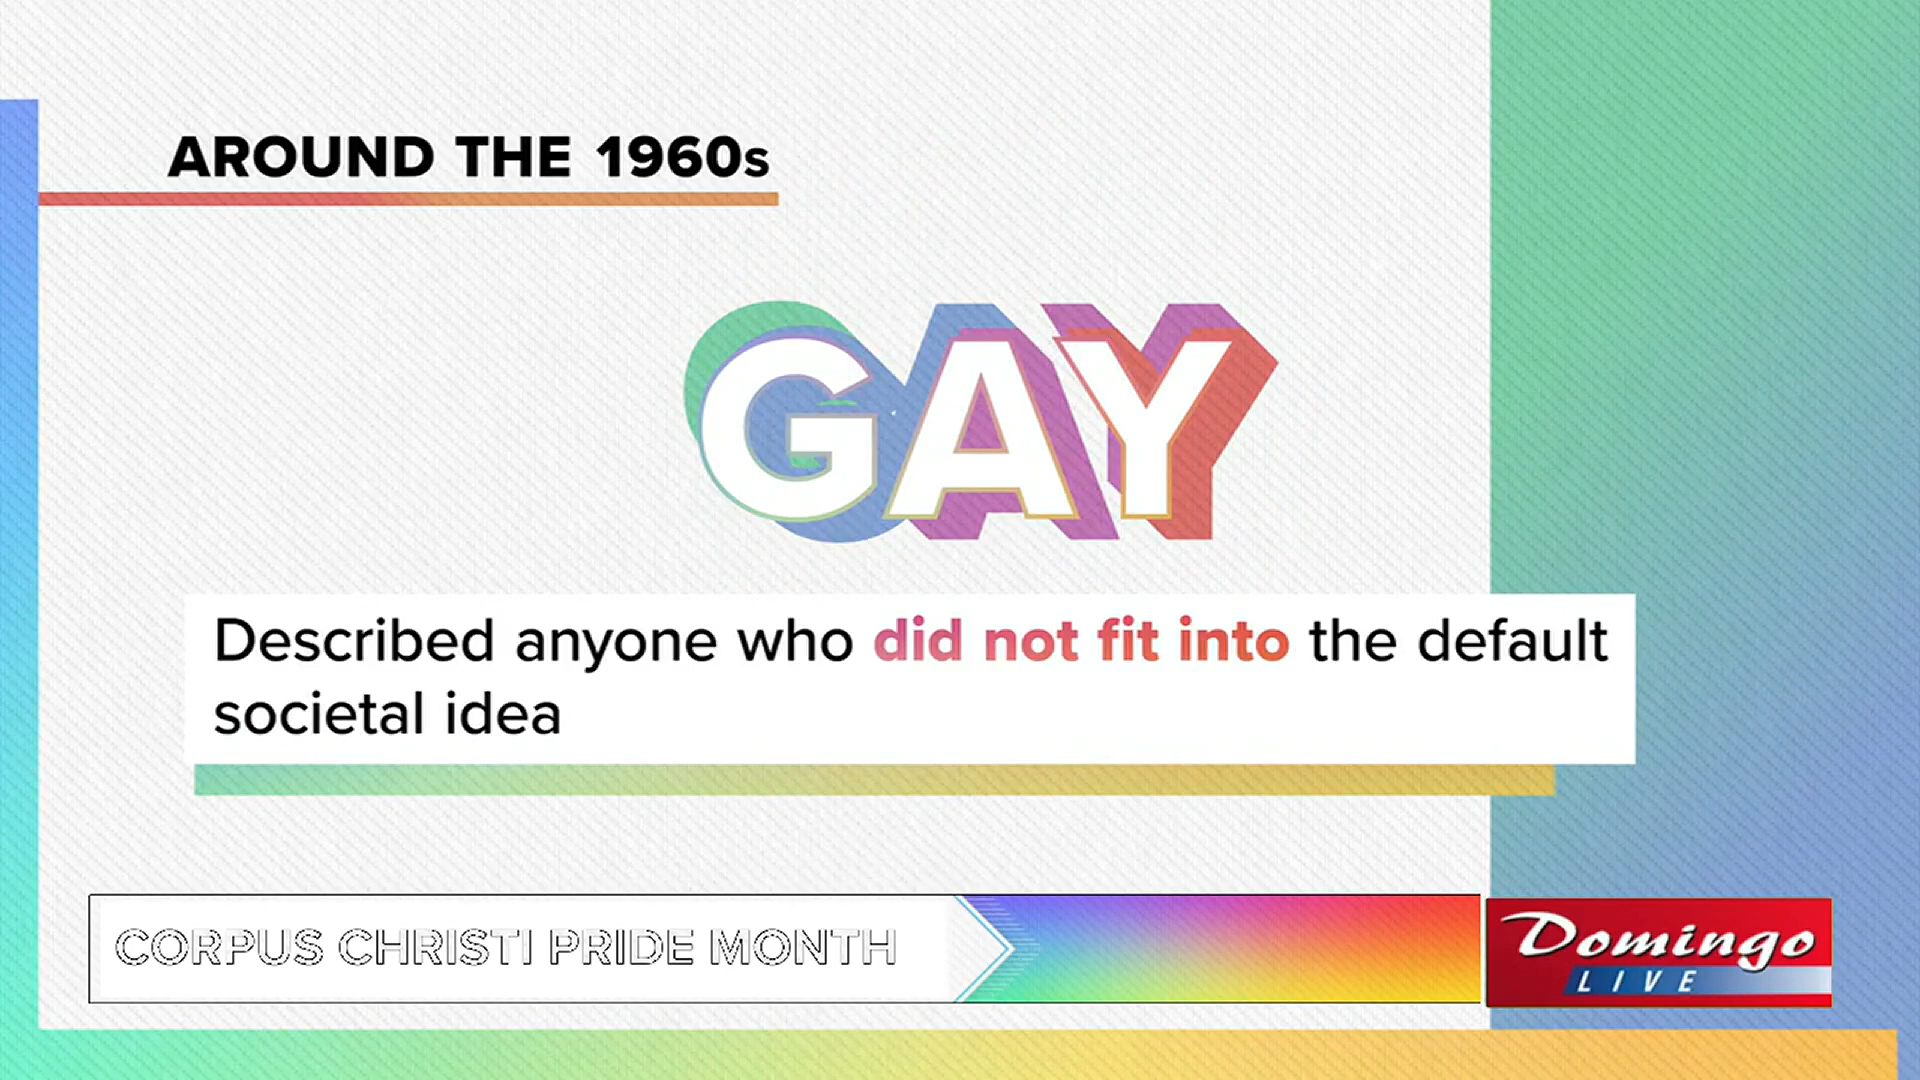 AROUND THE 1960s
GAY
Described anyone who did not fit into the default
societal idea
CORPUS CHRISTI PRIDE MONTH
Domingo
LIVE